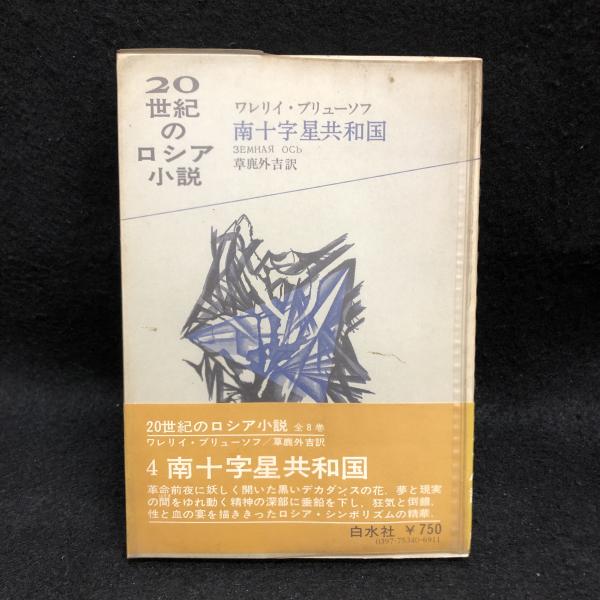 20
世紀
の
ロシア
小説
ワレリイ・ブリューソフ
南十字星共和国
ЗЕМНАЯ ОСЬ
草鹿外吉訳
20世紀のロシア小説 全8巻
ワレリイ・ブリューソフ/草鹿外吉訳
4 南十字星共和国
革命前夜に妖しく開いた黒いデカダンスの花。夢と現実
の間をゆれ動く精神の深部に垂鉛を下し、狂気と倒錯、
性と血の宴を描ききったロシア・シンボリズムの精華。
白水社 ¥750
0397-75340-6911